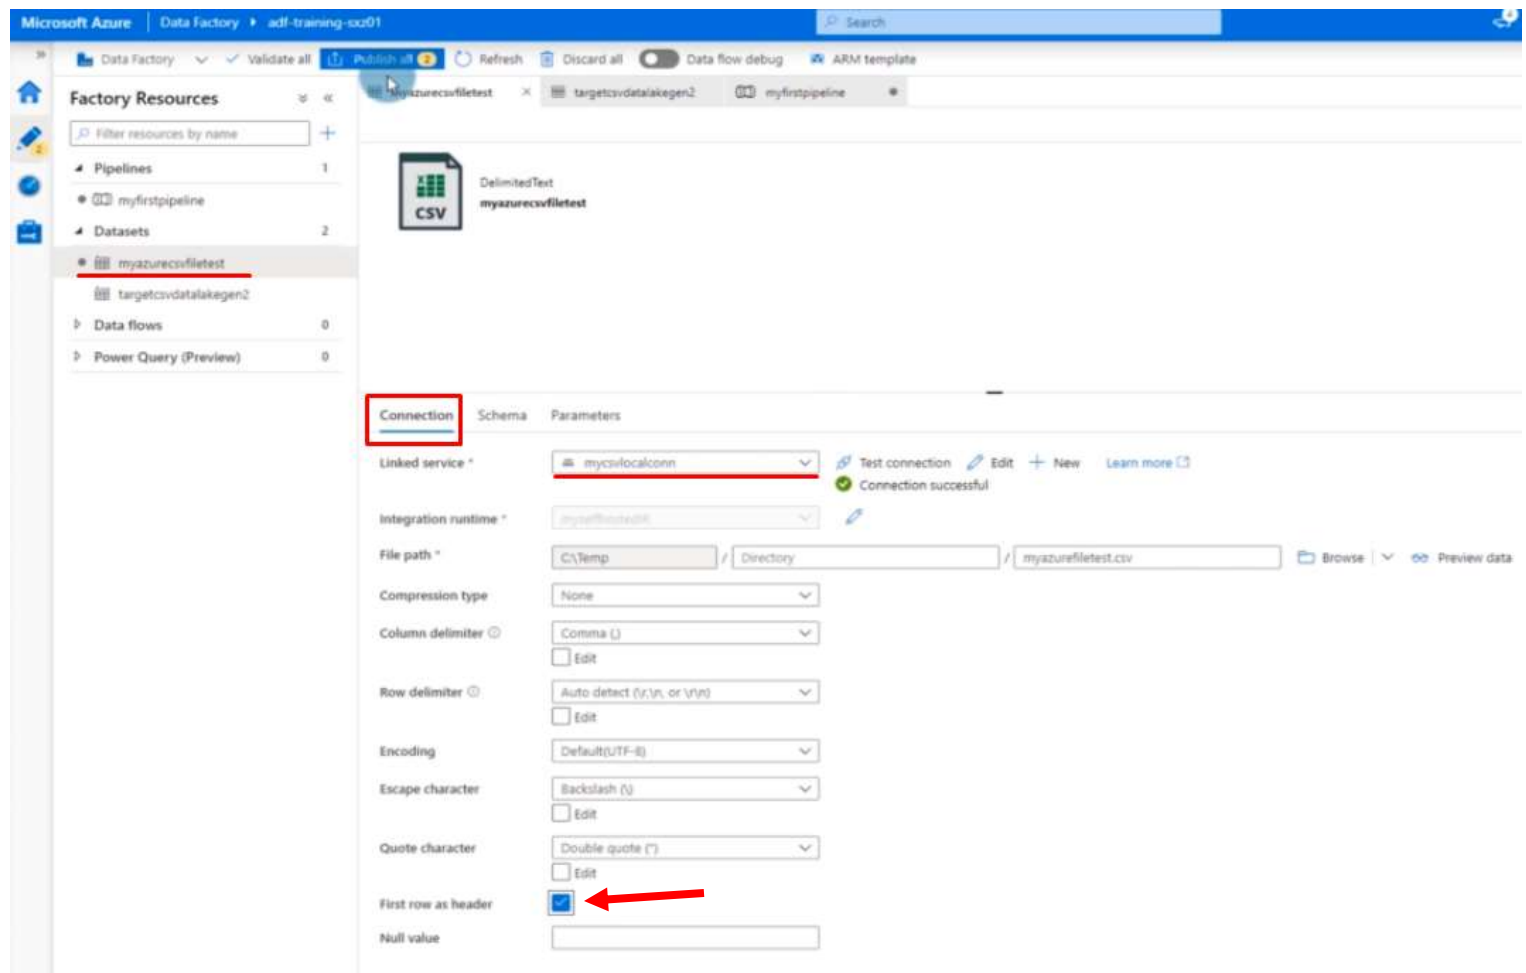 Microsoft Azure Data Factory adf-training-sxz01 Search
Data Factory Validate all Publish all 2 Refresh Discard all Data flow debug ARM template
Factory Resources
myazurecsvfiletest targetcsvdatalakegen2 myfirstpipeline
Filter resources by name
2
Pipelines 1
myfirstpipeline
Datasets 2
myazurecsvfiletest
targetcsvdatalakegen2
Data flows 0
Power Query (Preview) 0
CSV
DelimitedText
myazurecsvfiletest
Connection Schema Parameters
Linked service * mycsvlocalconn Test connection Edit New Learn more
Connection successful
Integration runtime *
File path * C:\Temp / Directory / myazurefiletest.csv Browse Preview data
Compression type None
Column delimiter Comma (,)
Edit
Row delimiter Auto detect (\r,\n, or \r\n)
Edit
Encoding Default(UTF-8)
Escape character Backslash (\)
Edit
Quote character Double quote (")
Edit
First row as header
Null value